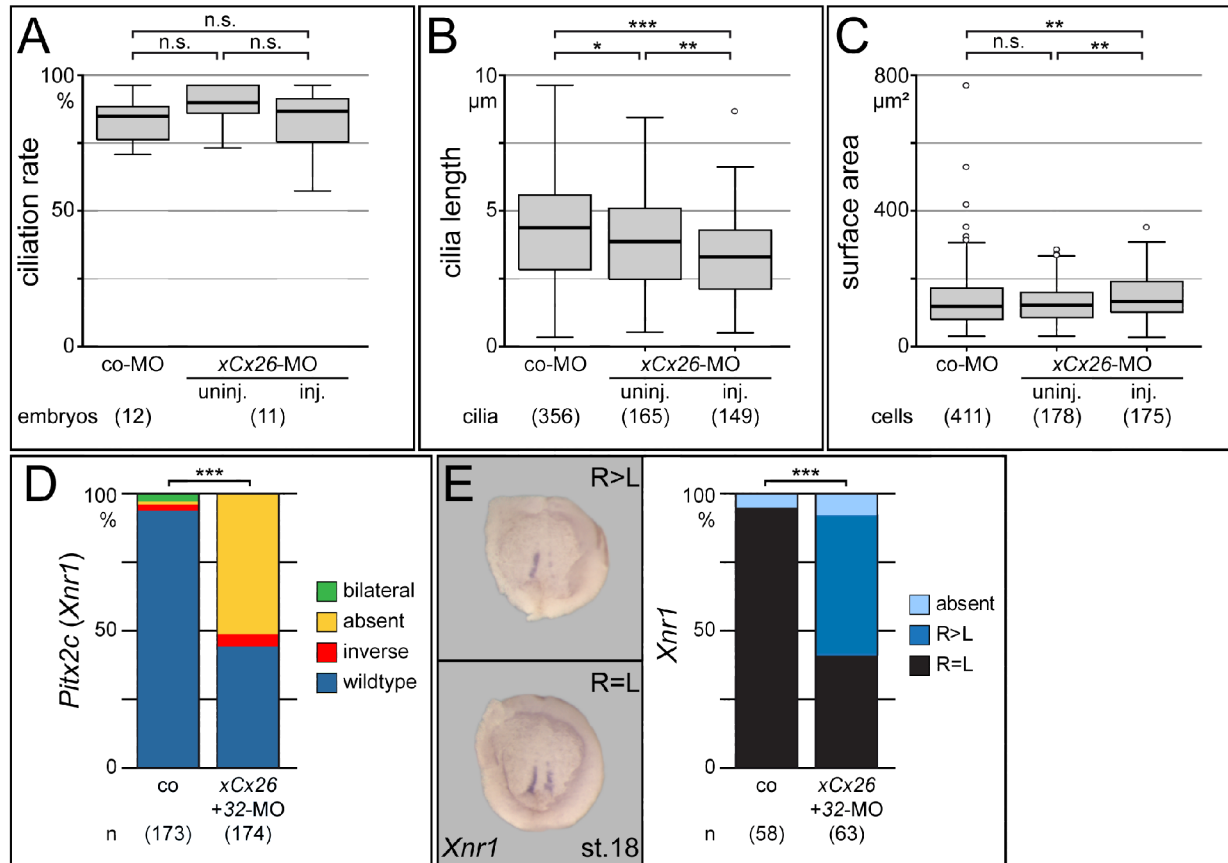 A
n.s.
n.s. n.s.
100
%
50
0
ciliation rate
co-MO xCx26-MO
uninj. inj.
embryos (12) (11)
B
***
* **
10
µm
5
0
cilia length
co-MO xCx26-MO
uninj. inj.
cilia (356) (165) (149)
C
**
n.s. **
800
µm²
400
0
surface area
co-MO xCx26-MO
uninj. inj.
cells (411) (178) (175)
D
***
100
%
50
0
Pitx2c (Xnr1)
bilateral
absent
inverse
wildtype
co xCx26
+32-MO
n (173) (174)
E
R>L
R=L
Xnr1 st.18
***
100
%
50
0
Xnr1
absent
R>L
R=L
co xCx26
+32-MO
n (58) (63)